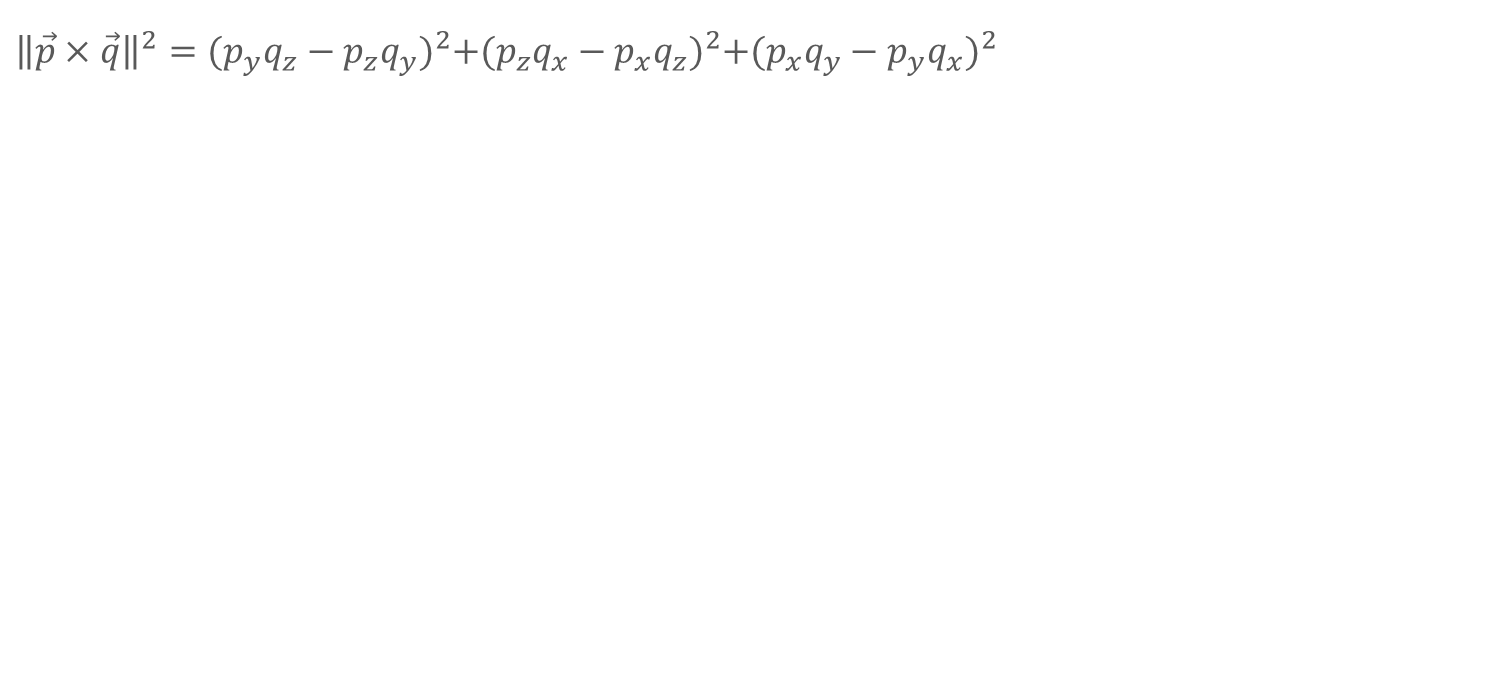 ‖p⃗ × q⃗‖² = (p_y q_z − p_z q_y)²+(p_z q_x − p_x q_z)²+(p_x q_y − p_y q_x)²